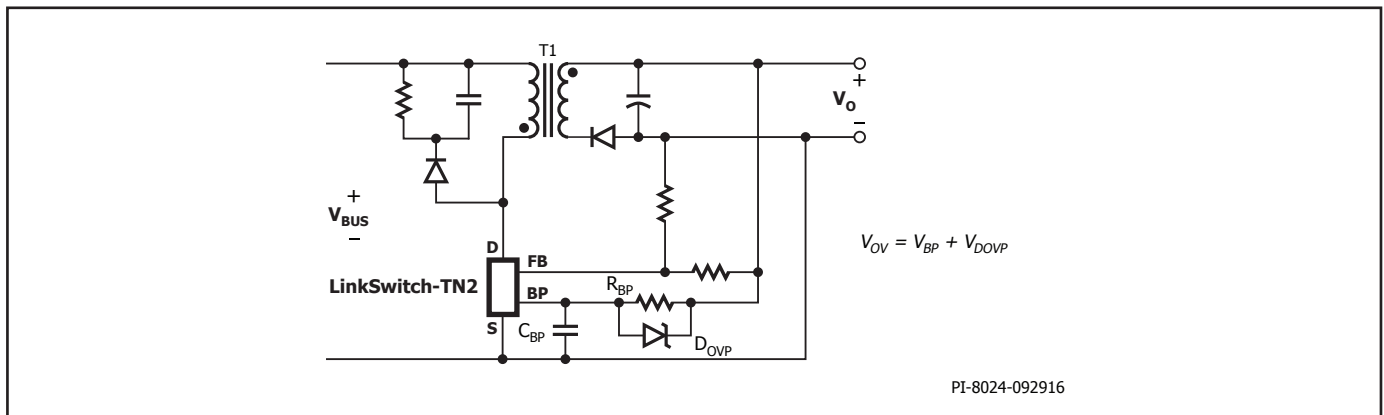 T1
+
V_O
−
+
V_BUS
−
V_OV = V_BP + V_DOVP
D
FB
LinkSwitch-TN2
R_BP
BP
S
C_BP
D_OVP
PI-8024-092916